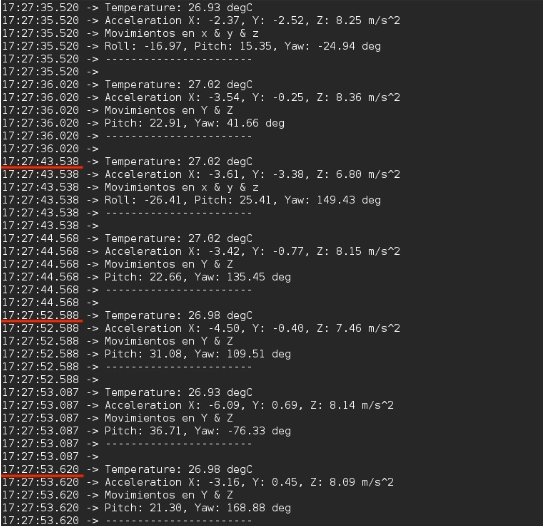 17:27:35.520 -> Temperature: 26.93 degC
17:27:35.520 -> Acceleration X: -2.37, Y: -2.52, Z: 8.25 m/s^2
17:27:35.520 -> Movimientos en x & y & z
17:27:35.520 -> Roll: -16.97, Pitch: 15.35, Yaw: -24.94 deg
17:27:35.520 -> -----------------------
17:27:35.520 ->
17:27:36.020 -> Temperature: 27.02 degC
17:27:36.020 -> Acceleration X: -3.54, Y: -0.25, Z: 8.36 m/s^2
17:27:36.020 -> Movimientos en Y & Z
17:27:36.020 -> Pitch: 22.91, Yaw: 41.66 deg
17:27:36.020 -> -----------------------
17:27:36.020 ->
17:27:43.538 -> Temperature: 27.02 degC
17:27:43.538 -> Acceleration X: -3.61, Y: -3.38, Z: 6.80 m/s^2
17:27:43.538 -> Movimientos en x & y & z
17:27:43.538 -> Roll: -26.41, Pitch: 25.41, Yaw: 149.43 deg
17:27:43.538 -> -----------------------
17:27:43.538 ->
17:27:44.568 -> Temperature: 27.02 degC
17:27:44.568 -> Acceleration X: -3.42, Y: -0.77, Z: 8.15 m/s^2
17:27:44.568 -> Movimientos en Y & Z
17:27:44.568 -> Pitch: 22.66, Yaw: 135.45 deg
17:27:44.568 -> -----------------------
17:27:44.568 ->
17:27:52.588 -> Temperature: 26.98 degC
17:27:52.588 -> Acceleration X: -4.50, Y: -0.40, Z: 7.46 m/s^2
17:27:52.588 -> Movimientos en Y & Z
17:27:52.588 -> Pitch: 31.08, Yaw: 109.51 deg
17:27:52.588 -> -----------------------
17:27:52.588 ->
17:27:53.087 -> Temperature: 26.93 degC
17:27:53.087 -> Acceleration X: -6.09, Y: 0.69, Z: 8.14 m/s^2
17:27:53.087 -> Movimientos en Y & Z
17:27:53.087 -> Pitch: 36.71, Yaw: -76.33 deg
17:27:53.087 -> -----------------------
17:27:53.087 ->
17:27:53.620 -> Temperature: 26.98 degC
17:27:53.620 -> Acceleration X: -3.16, Y: 0.45, Z: 8.09 m/s^2
17:27:53.620 -> Movimientos en Y & Z
17:27:53.620 -> Pitch: 21.30, Yaw: 168.88 deg
17:27:53.620 -> -----------------------